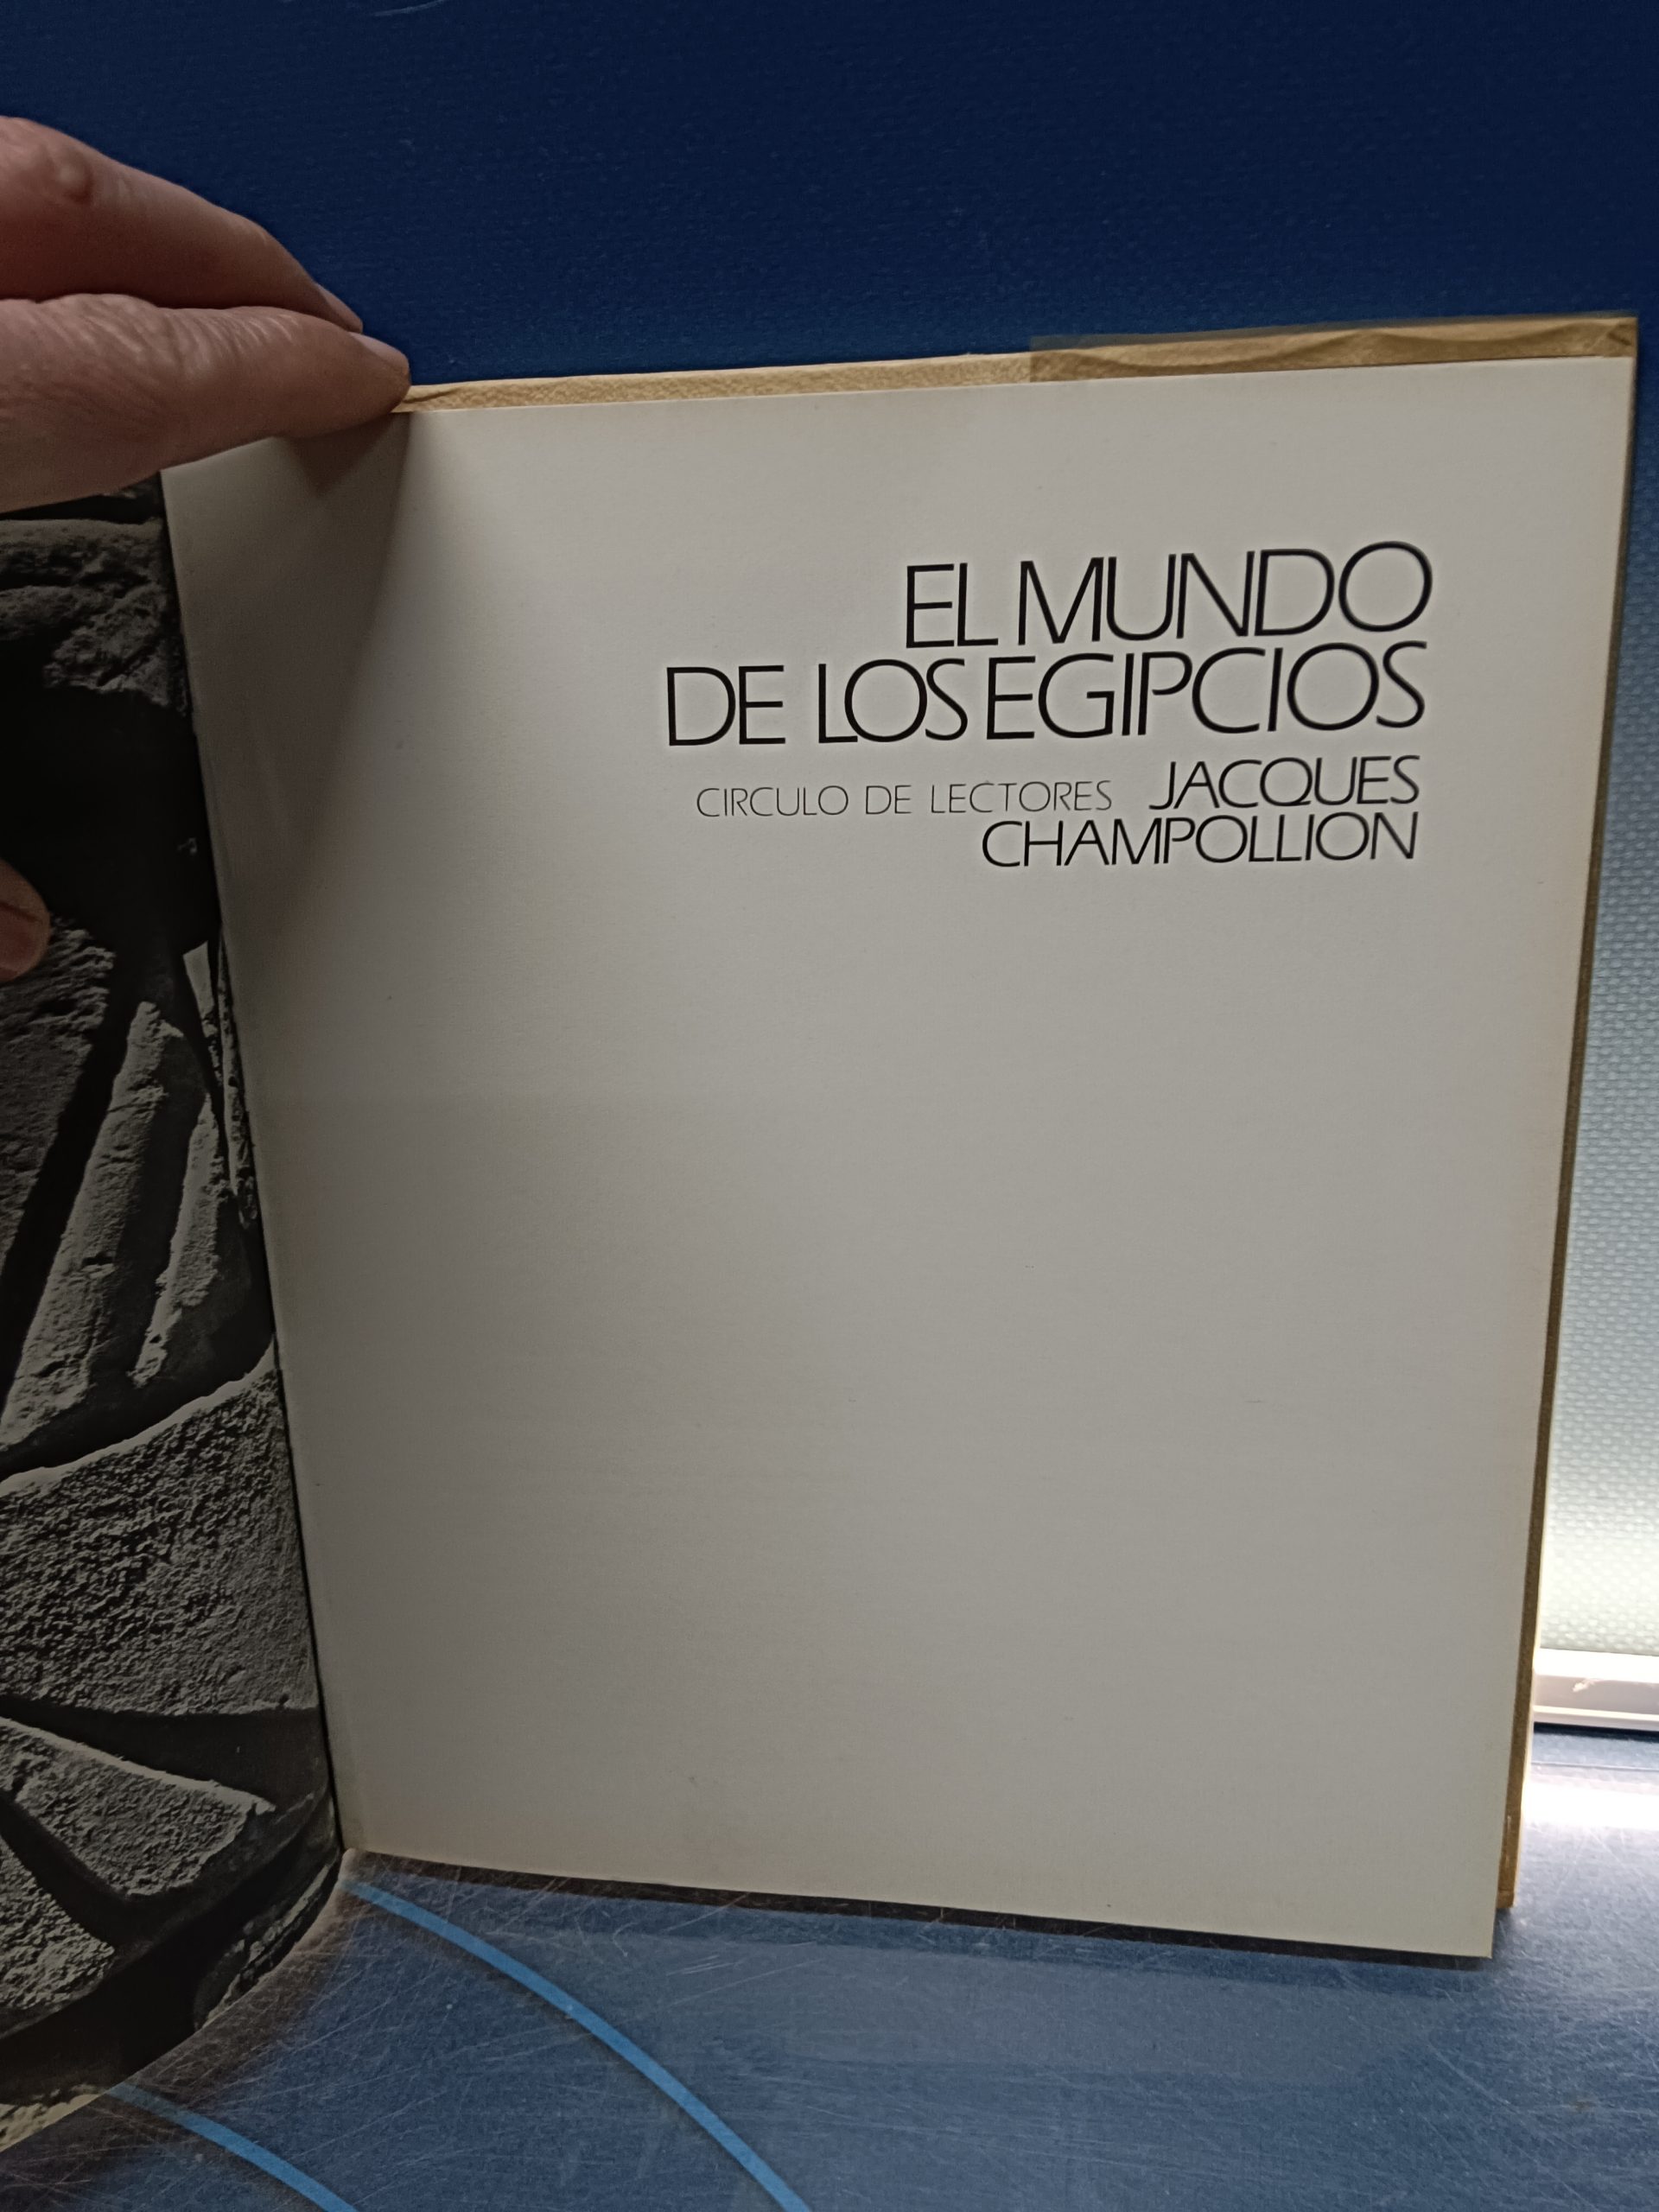 EL MUNDO
DE LOS EGIPCIOS
CIRCULO DE LECTORES JACQUES
CHAMPOLLION